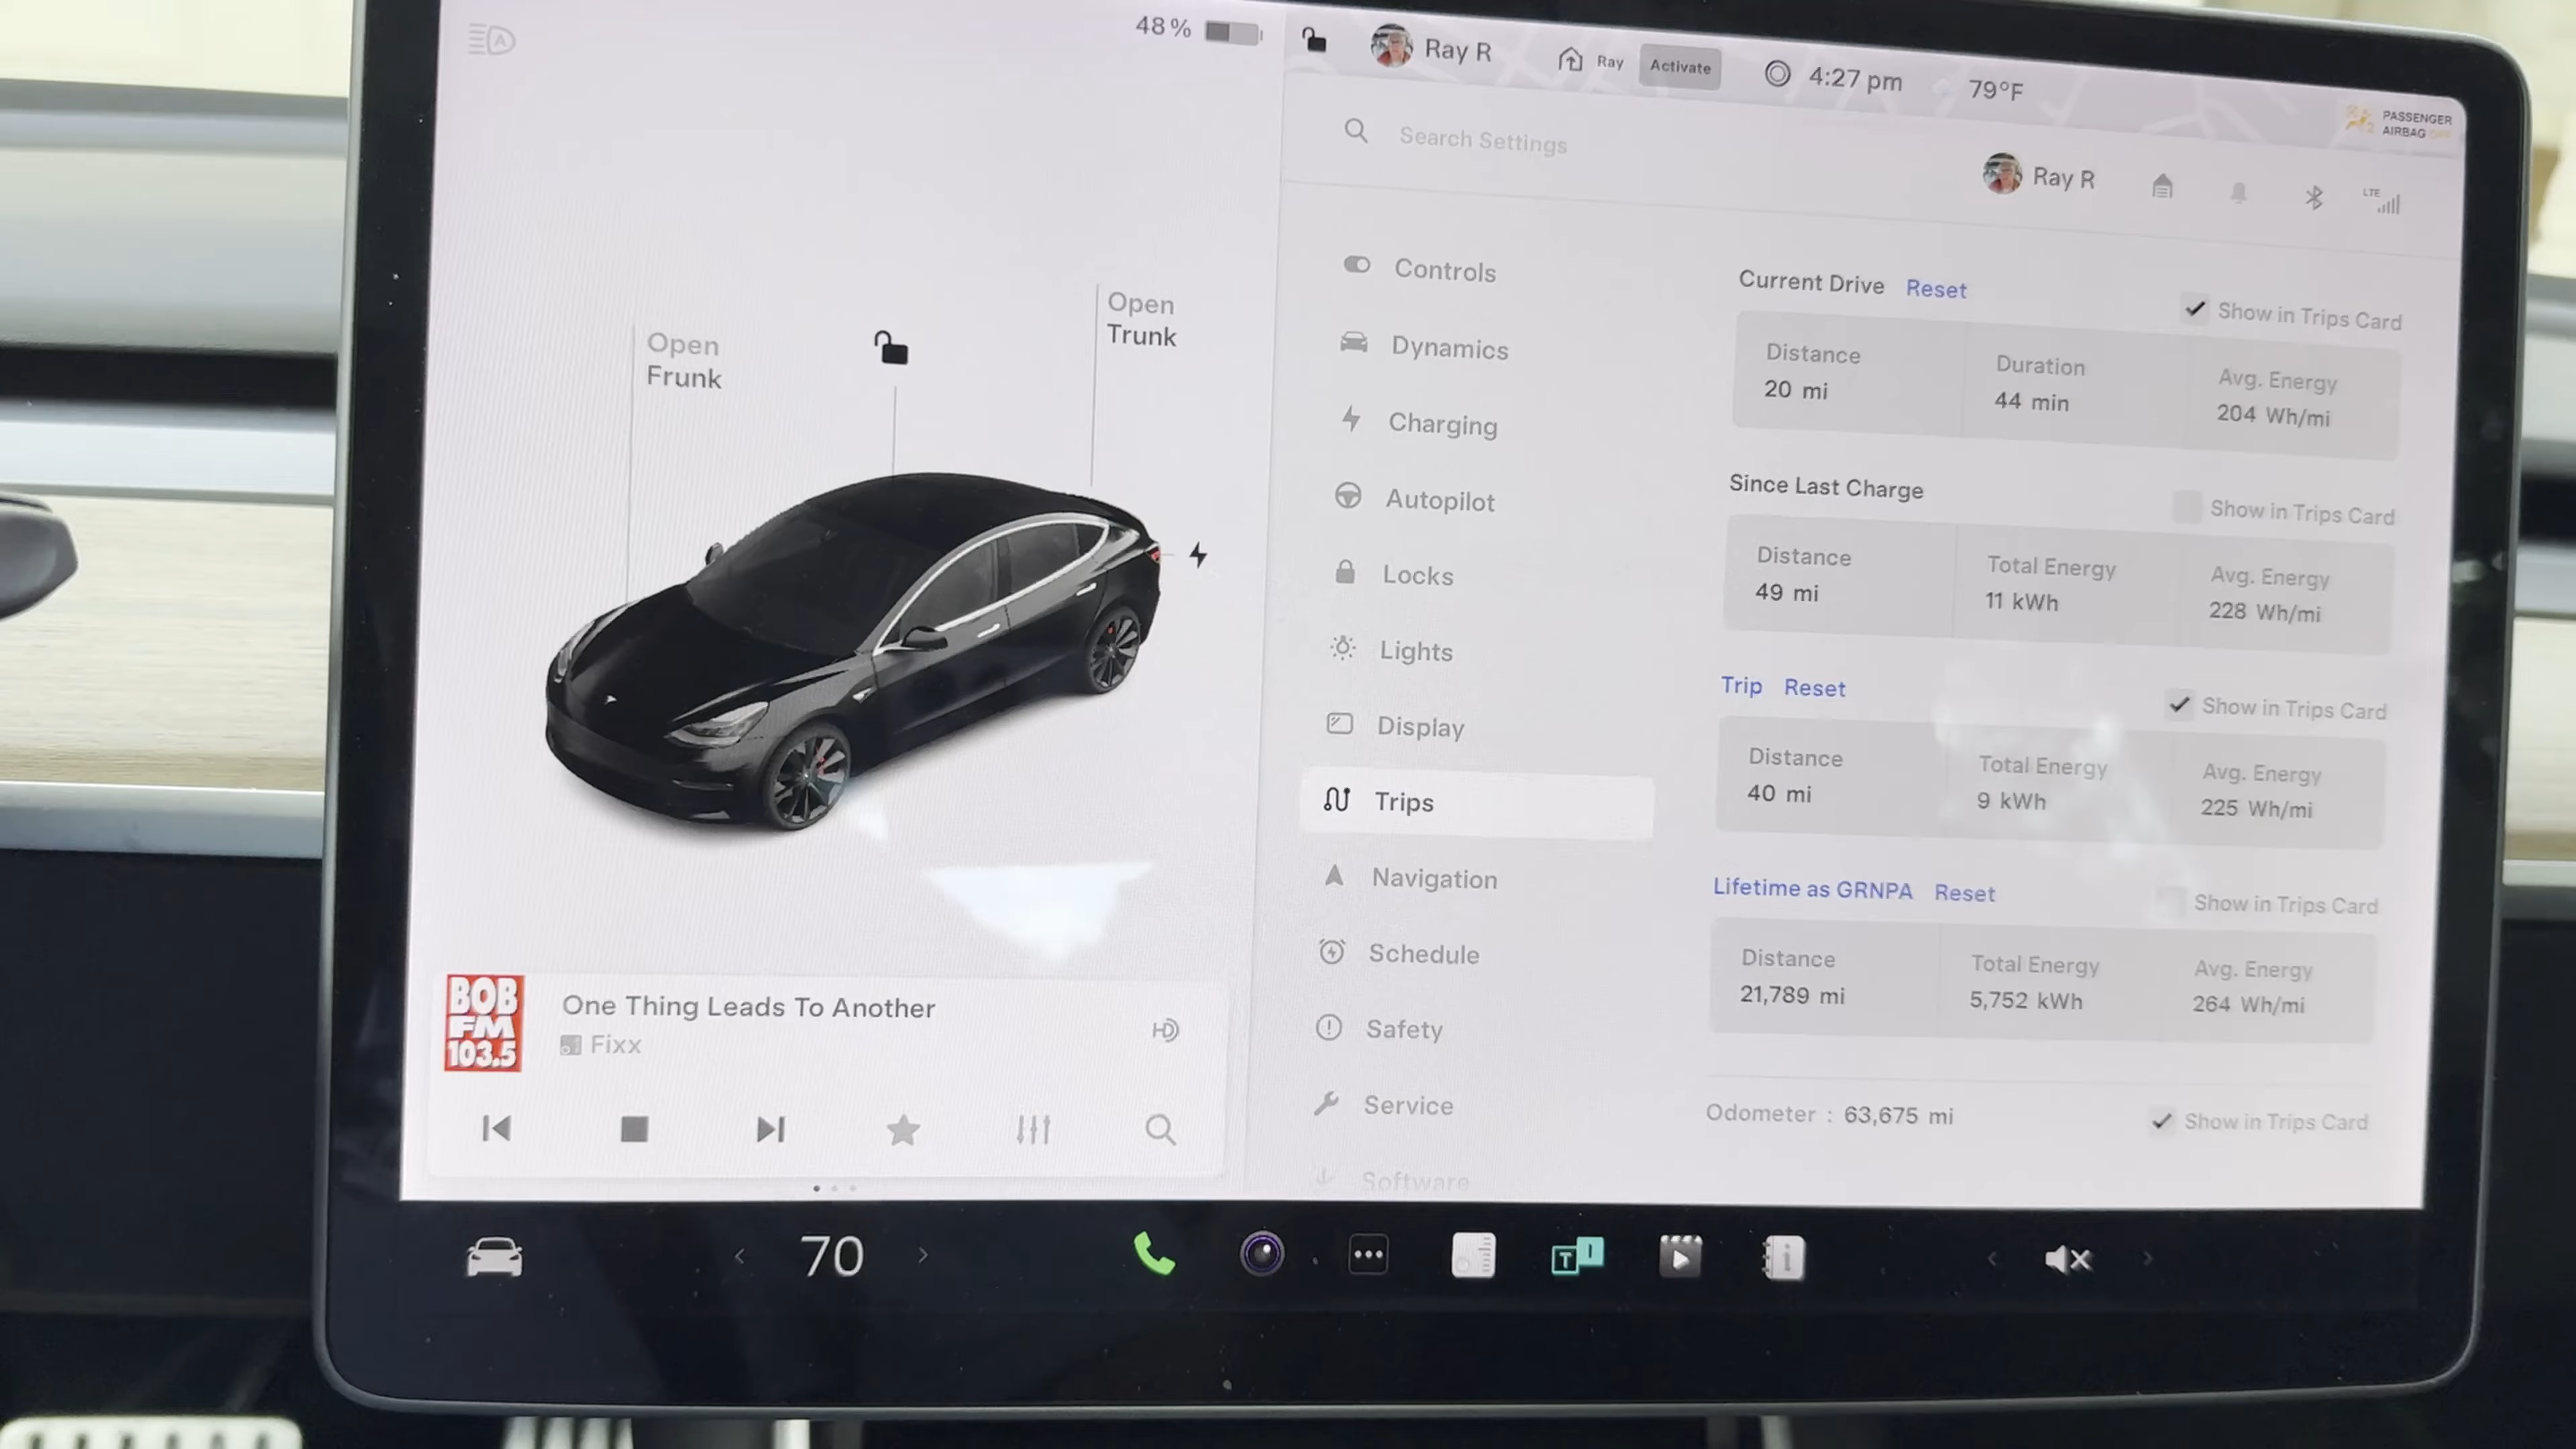 48 %
Ray R
Ray
Activate
4:27 pm
79°F
PASSENGER
AIRBAG OFF
Search Settings
Ray R
LTE
Open
Frunk
Open
Trunk
Controls
Dynamics
Charging
Autopilot
Locks
Lights
Display
Trips
Navigation
Schedule
Safety
Service
Software
Current Drive Reset
Show in Trips Card
Distance
20 mi
Duration
44 min
Avg. Energy
204 Wh/mi
Since Last Charge
Show in Trips Card
Distance
49 mi
Total Energy
11 kWh
Avg. Energy
228 Wh/mi
Trip Reset
Show in Trips Card
Distance
40 mi
Total Energy
9 kWh
Avg. Energy
225 Wh/mi
Lifetime as GRNPA Reset
Show in Trips Card
Distance
21,789 mi
Total Energy
5,752 kWh
Avg. Energy
264 Wh/mi
Odometer : 63,675 mi
Show in Trips Card
BOB
FM
103.5
One Thing Leads To Another
Fixx
HD
70
T
I
i